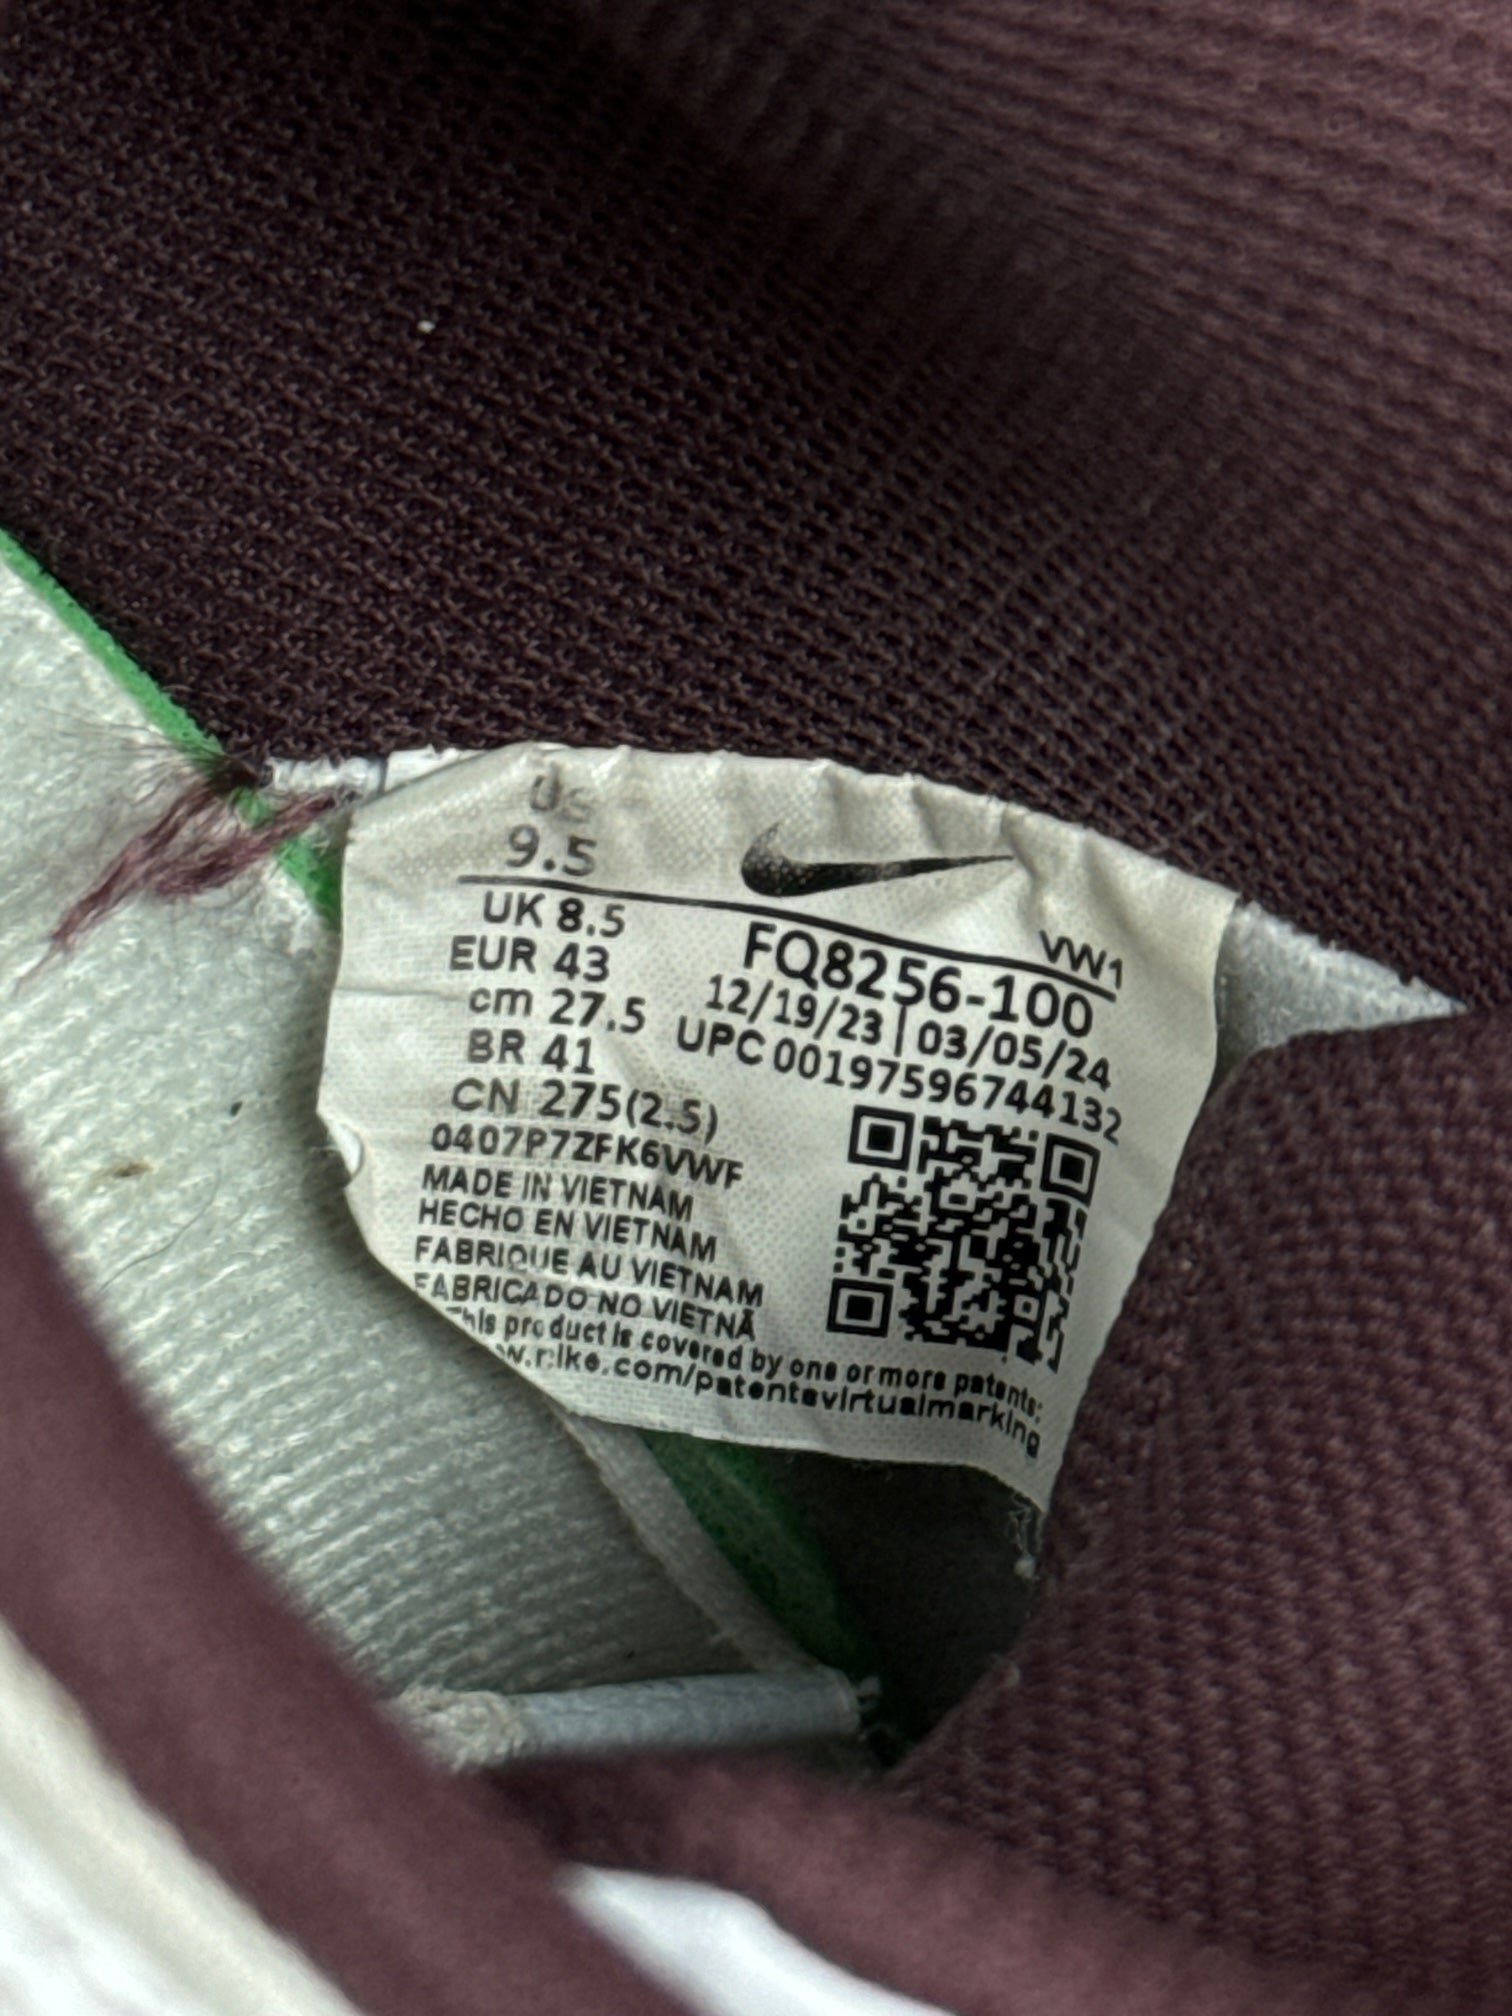 US
9.5
UK 8.5
EUR 43
cm 27.5
BR 41
CN 275(2.5)
VW1
FQ8256-100
12/19/23 | 03/05/24
UPC 00197596744132
0407P7ZFK6VWF
MADE IN VIETNAM
HECHO EN VIETNAM
FABRIQUE AU VIETNAM
FABRICADO NO VIETNÃ
This product is covered by one or more patents:
w.nike.com/patentsvirtualmarking